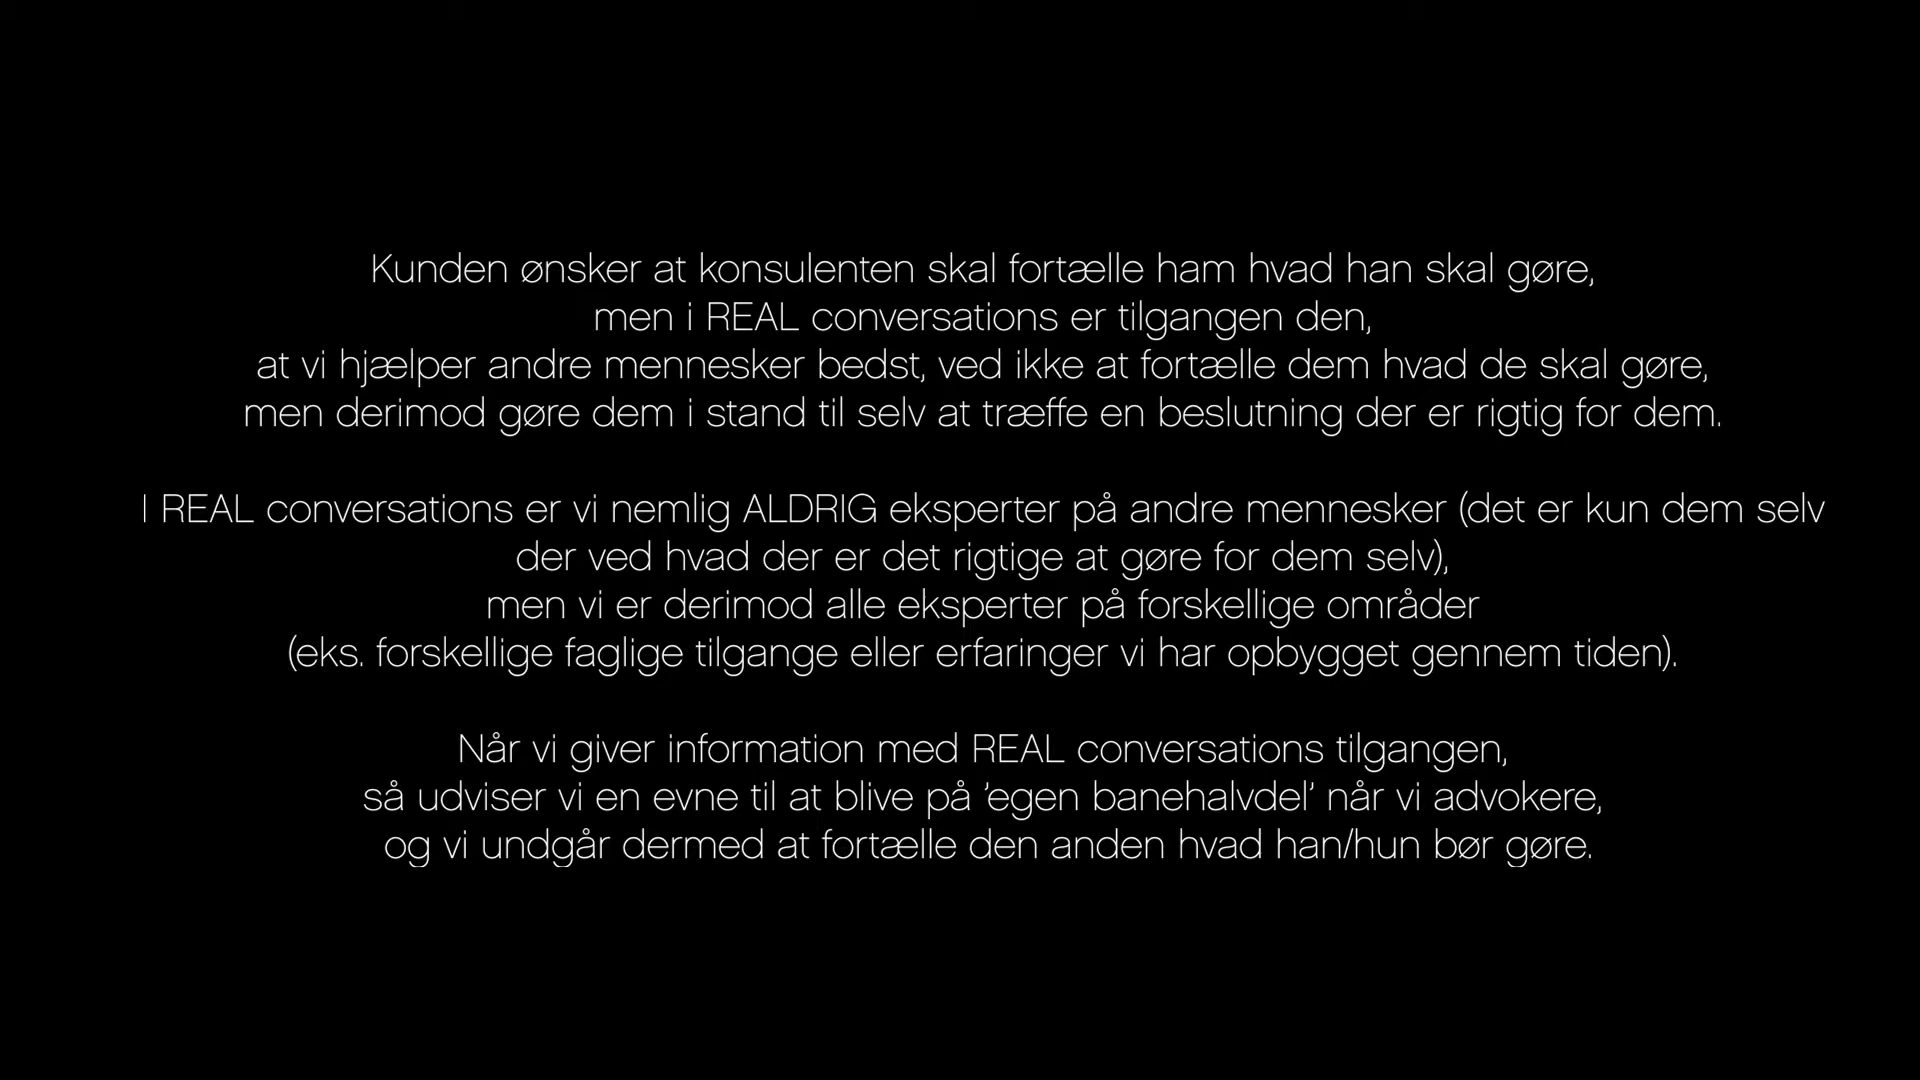 Kunden ønsker at konsulenten skal fortælle ham hvad han skal gøre,
men i REAL conversations er tilgangen den,
at vi hjælper andre mennesker bedst, ved ikke at fortælle dem hvad de skal gøre,
men derimod gøre dem i stand til selv at træffe en beslutning der er rigtig for dem.
I REAL conversations er vi nemlig ALDRIG eksperter på andre mennesker (det er kun dem selv
der ved hvad der er det rigtige at gøre for dem selv),
men vi er derimod alle eksperter på forskellige områder
(eks. forskellige faglige tilgange eller erfaringer vi har opbygget gennem tiden).
Når vi giver information med REAL conversations tilgangen,
så udviser vi en evne til at blive på ’egen banehalvdel’ når vi advokere,
og vi undgår dermed at fortælle den anden hvad han/hun bør gøre.